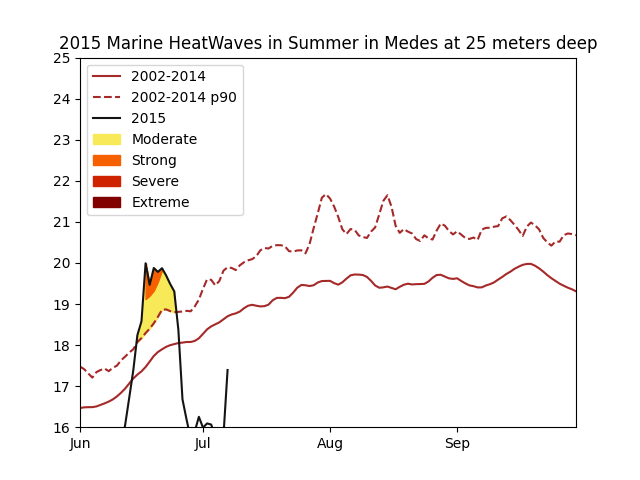 2015 Marine HeatWaves in Summer in Medes at 25 meters deep
25
24
23
22
21
20
19
18
17
16
2002-2014
2002-2014 p90
2015
Moderate
Strong
Severe
Extreme
Jun
Jul
Aug
Sep